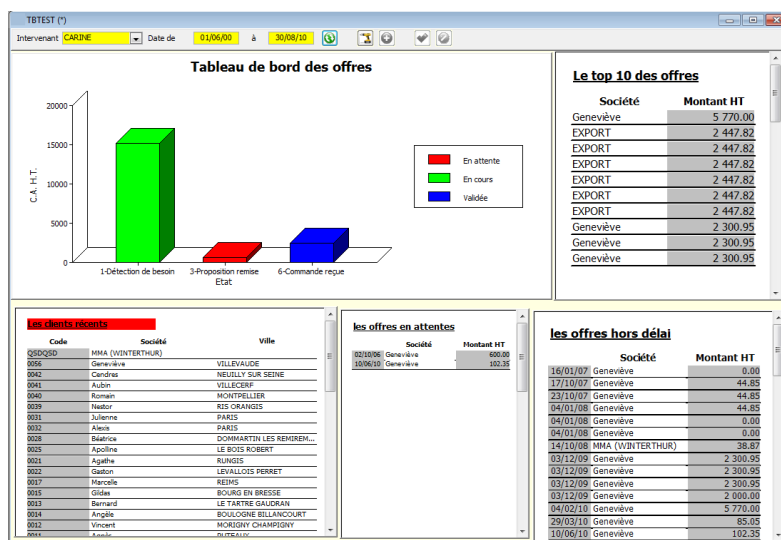 TBTEST (*)
Intervenant CARINE Date de 01/06/00 à 30/08/10
Tableau de bord des offres
20000
15000
10000
5000
0
C.A. H.T.
1-Détection de besoin 3-Proposition remise 6-Commande reçue
Etat
En attente
En cours
Validée
Le top 10 des offres
Société Montant HT
Geneviève 5 770.00
EXPORT 2 447.82
EXPORT 2 447.82
EXPORT 2 447.82
EXPORT 2 447.82
EXPORT 2 447.82
EXPORT 2 447.82
Geneviève 2 300.95
Geneviève 2 300.95
Geneviève 2 300.95
Les clients récents
Code Société Ville
QSDQSD MMA (WINTERTHUR)
0056 Geneviève VILLEVAUDE
0042 Cendres NEUILLY SUR SEINE
0041 Aubin VILLECERF
0040 Romain MONTPELLIER
0039 Nestor RIS ORANGIS
0031 Julienne PARIS
0032 Alexis PARIS
0028 Béatrice DOMMARTIN LES REMIREM...
0025 Apolline LE BOIS ROBERT
0021 Agathe RUNGIS
0022 Gaston LEVALLOIS PERRET
0017 Marcelle REIMS
0015 Gildas BOURG EN BRESSE
0013 Bernard LE TARTRE GAUDRAN
0014 Angèle BOULOGNE BILLANCOURT
0012 Vincent MORIGNY CHAMPIGNY
0011 Agnès PUTEAUX
les offres en attentes
Société Montant HT
02/10/06 Geneviève 600.00
10/06/10 Geneviève 102.35
les offres hors délai
Société Montant HT
16/01/07 Geneviève 0.00
17/10/07 Geneviève 44.85
23/10/07 Geneviève 44.85
04/01/08 Geneviève 44.85
04/01/08 Geneviève 0.00
04/01/08 Geneviève 0.00
14/10/08 MMA (WINTERTHUR) 38.87
03/12/09 Geneviève 2 300.95
03/12/09 Geneviève 2 300.95
03/12/09 Geneviève 2 300.95
03/12/09 Geneviève 2 000.00
04/02/10 Geneviève 5 770.00
29/03/10 Geneviève 85.05
10/06/10 Geneviève 102.35